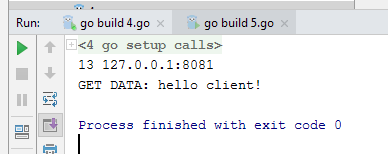 Run: go build 4.go go build 5.go
<4 go setup calls>
13 127.0.0.1:8081
GET DATA: hello client!
Process finished with exit code 0